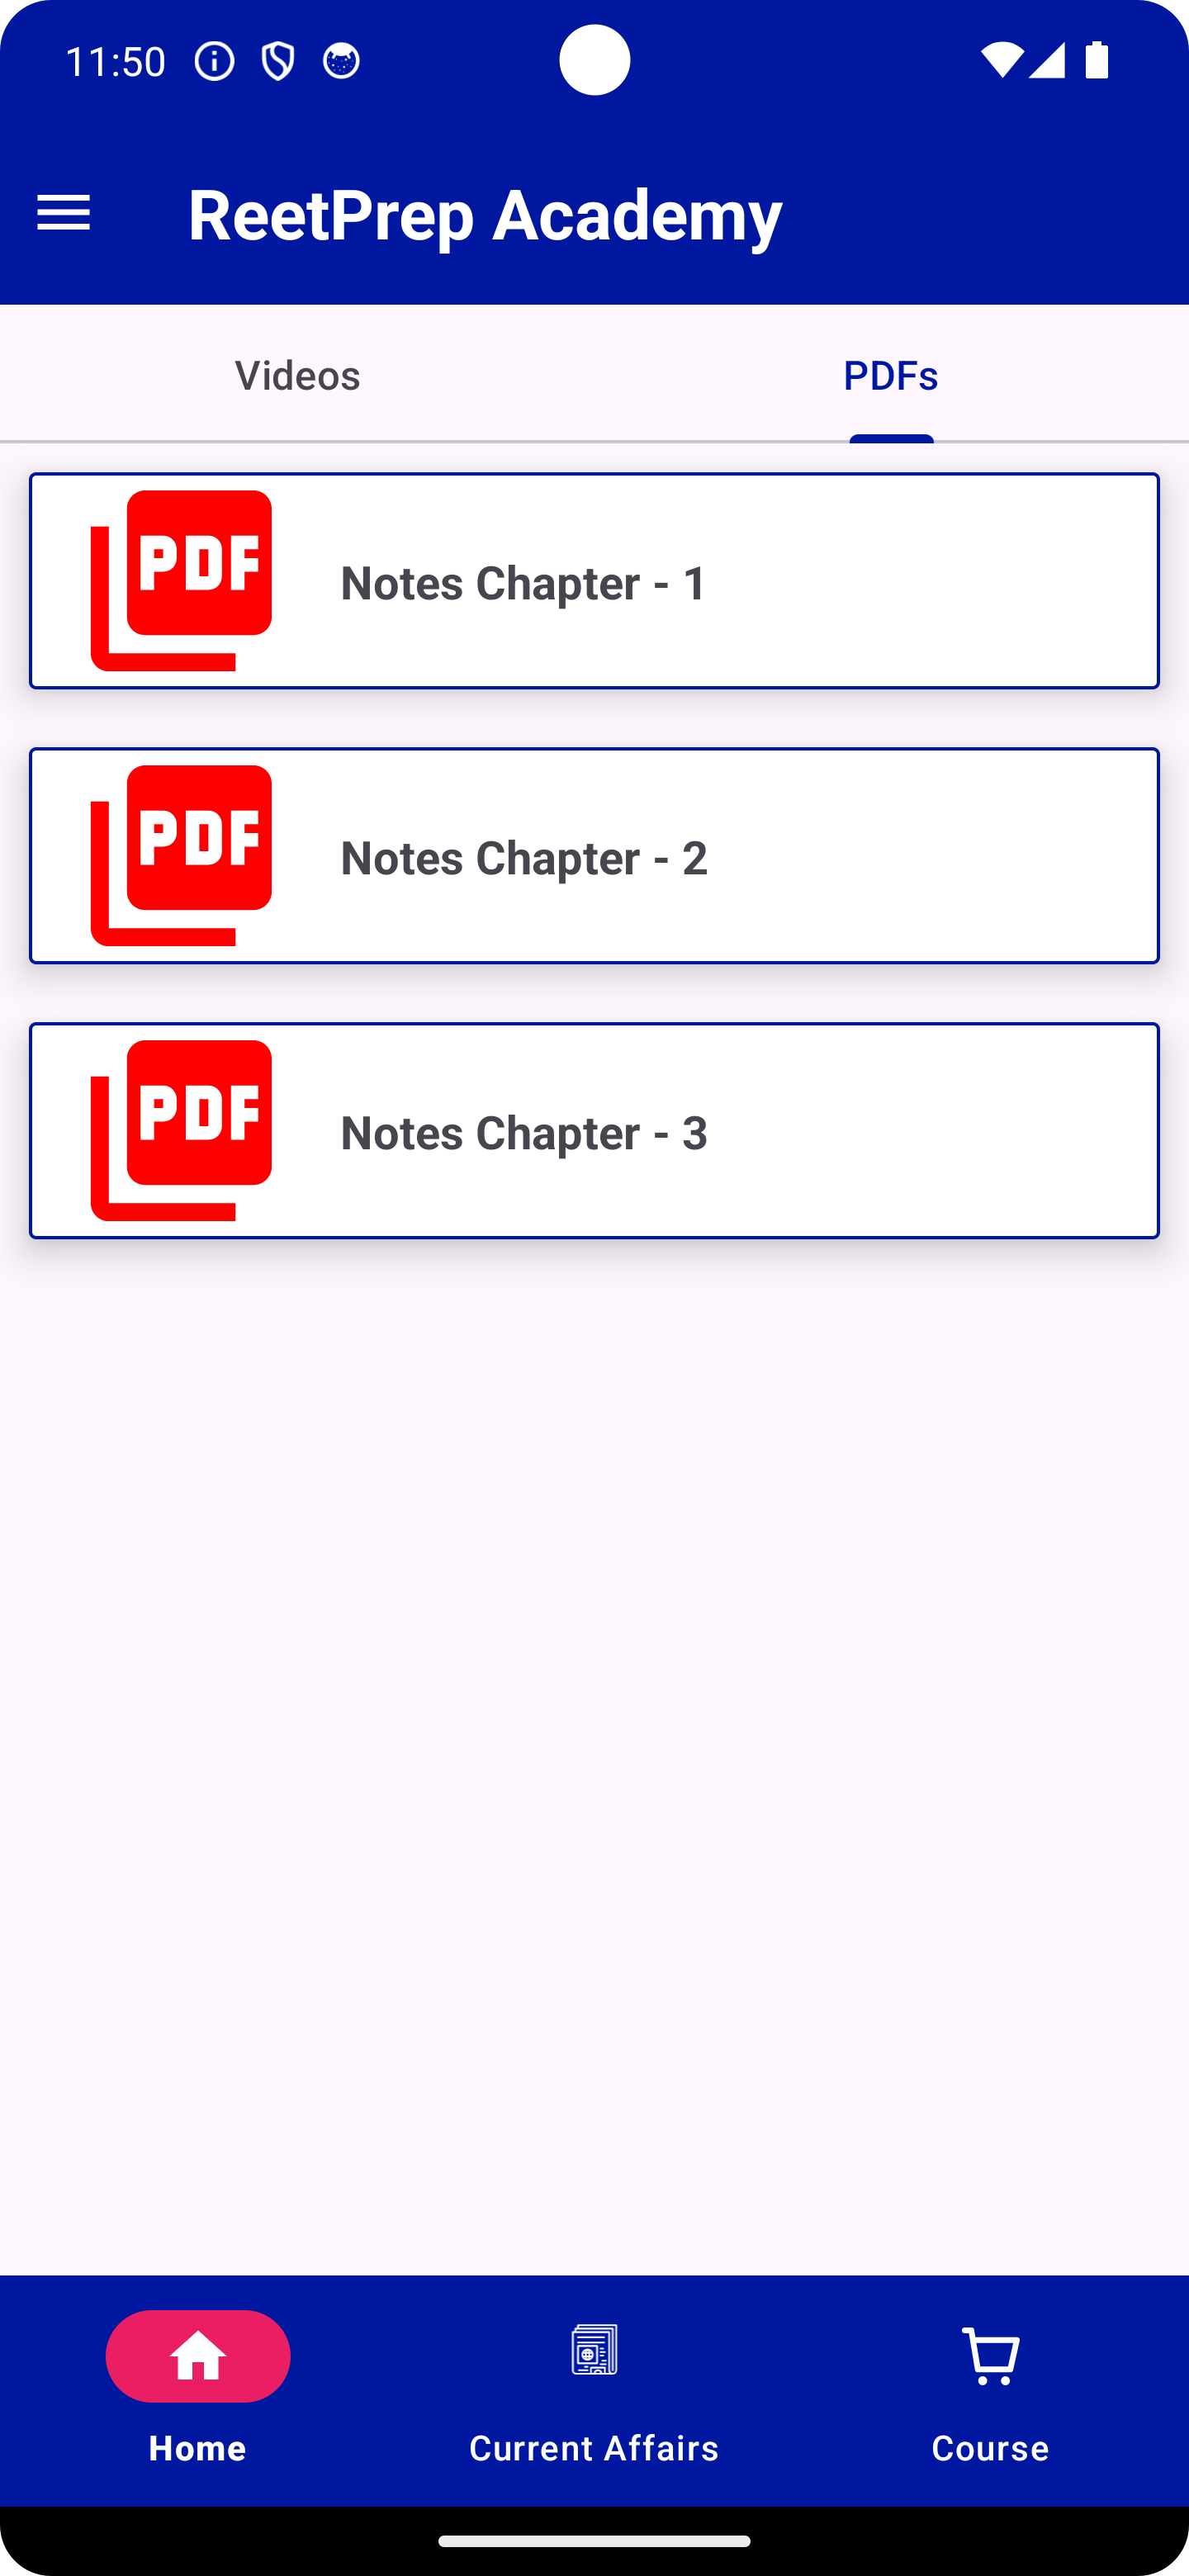 11:50
ReetPrep Academy
Videos PDFs
PDF Notes Chapter - 1
PDF Notes Chapter - 2
PDF Notes Chapter - 3
Home Current Affairs Course